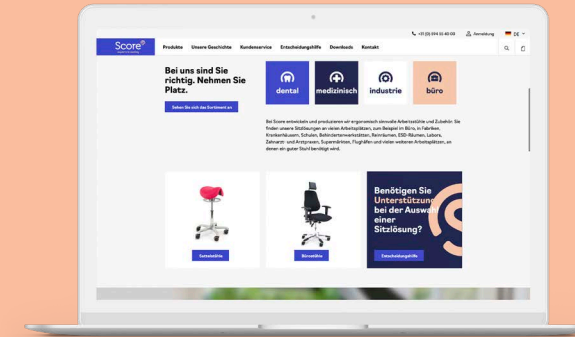 +31 (0) 594 55 40 00 Anmeldung DE
Score®
Produkte Unsere Geschichte Kundenservice Entscheidungshilfe Downloads Kontakt
Bei uns sind Sie
richtig. Nehmen Sie
Platz.
Sehen Sie sich das Sortiment an
dental
medizinisch
industrie
büro
Bei Score entwickeln und produzieren wir ergonomisch sinnvolle Arbeitsstühle und Zubehör. Sie
finden unsere Sitzlösungen an vielen Arbeitsplätzen, zum Beispiel im Büro, in Fabriken,
Krankenhäusern, Schulen, Behindertenwerkstätten, Reinräumen, ESD-Räumen, Labors,
Zahnarzt- und Arztpraxen, Supermärkten, Flughäfen und vielen weiteren Arbeitsplätzen, an
denen ein guter Stuhl benötigt wird.
Sattelstühle
Bürostühle
Benötigen Sie
Unterstützung
bei der Auswahl
einer
Sitzlösung?
Entscheidungshilfe